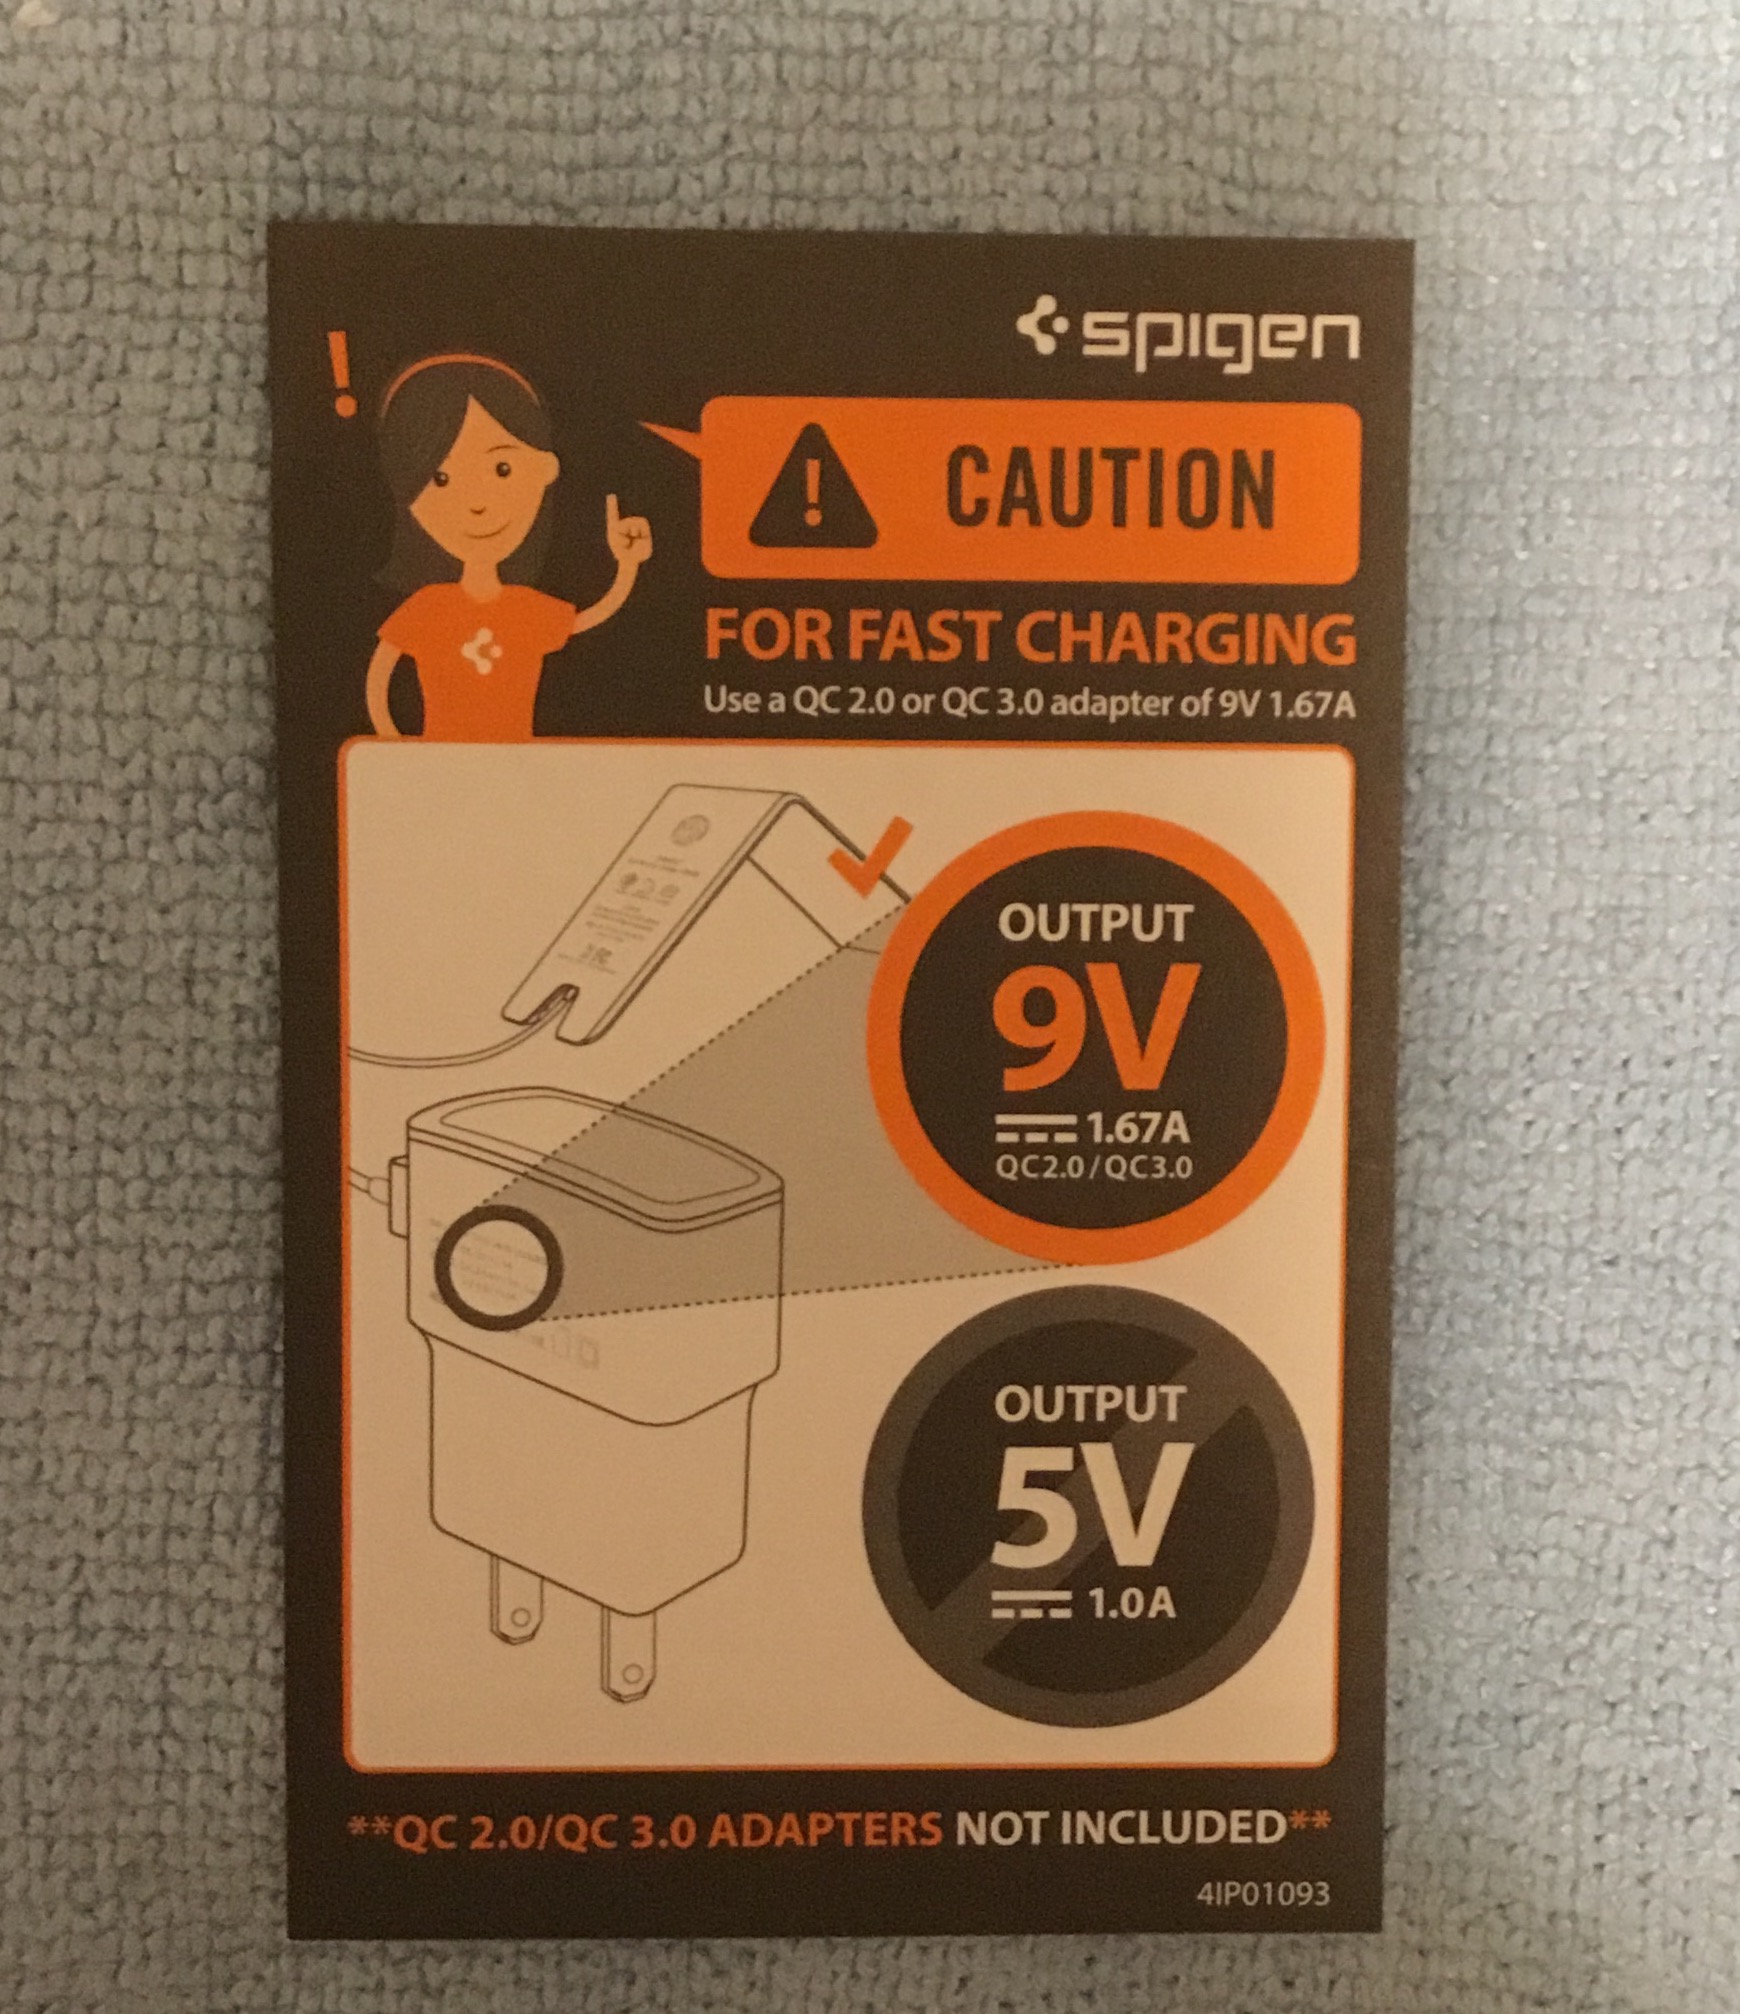 spigen
!
! CAUTION
FOR FAST CHARGING
Use a QC 2.0 or QC 3.0 adapter of 9V 1.67A
OUTPUT
9V
1.67A
QC2.0/QC3.0
OUTPUT
5V
1.0A
**QC 2.0/QC 3.0 ADAPTERS NOT INCLUDED**
4IP01093